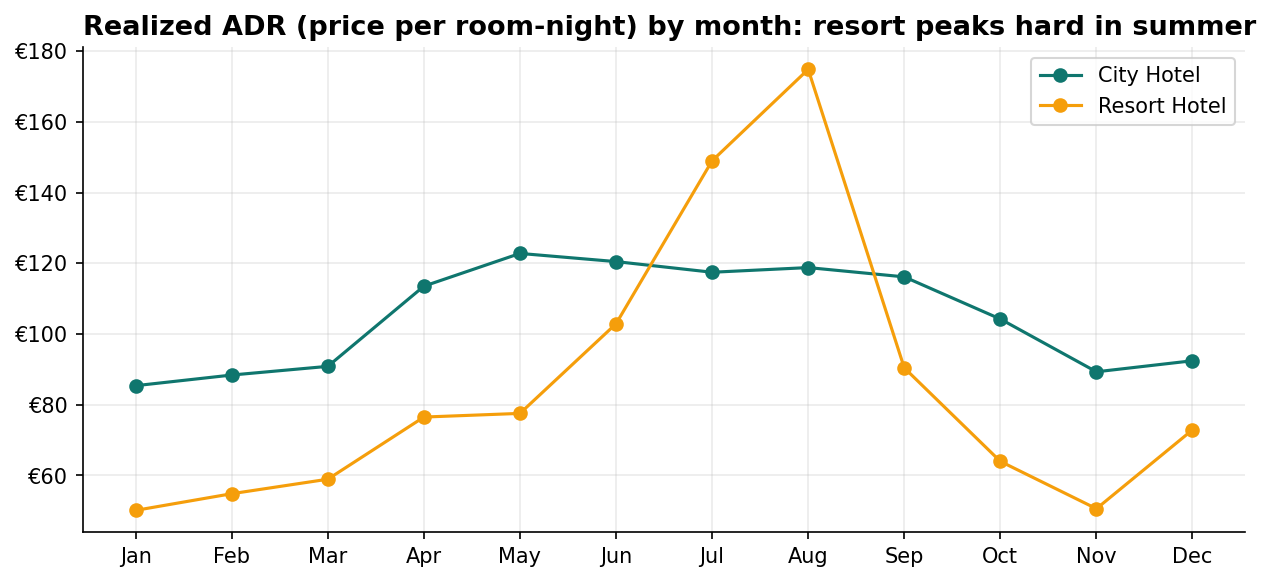 Realized ADR (price per room-night) by month: resort peaks hard in summer
City Hotel
Resort Hotel
€180
€160
€140
€120
€100
€80
€60
Jan Feb Mar Apr May Jun Jul Aug Sep Oct Nov Dec